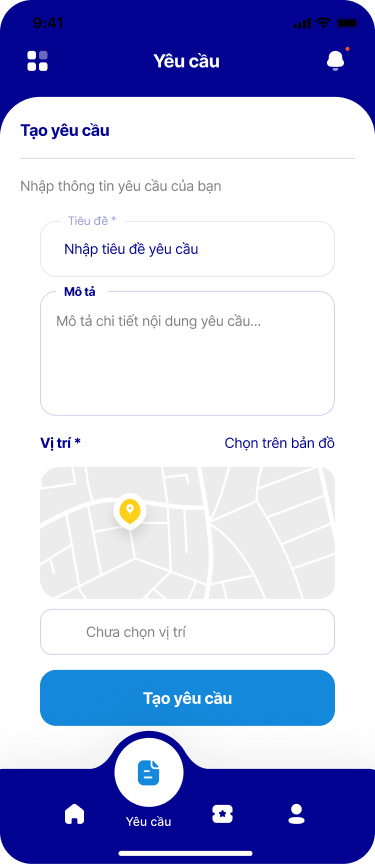 9:41
Yêu cầu
Tạo yêu cầu
Nhập thông tin yêu cầu của bạn
Tiêu đề *
Nhập tiêu đề yêu cầu
Mô tả
Mô tả chi tiết nội dung yêu cầu...
Vị trí * Chọn trên bản đồ
Chưa chọn vị trí
Tạo yêu cầu
Yêu cầu